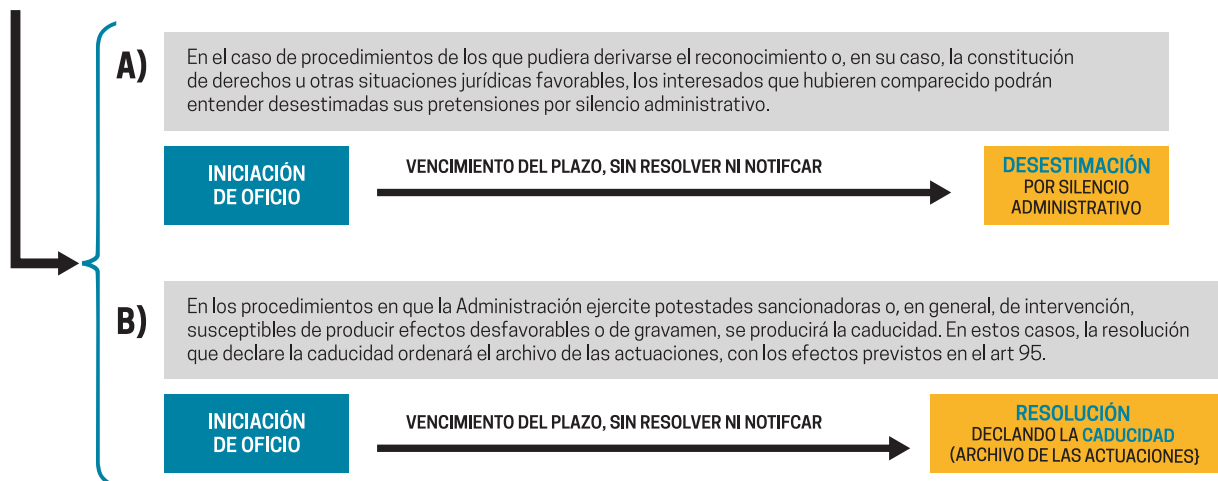 A)
En el caso de procedimientos de los que pudiera derivarse el reconocimiento o, en su caso, la constitución
de derechos u otras situaciones jurídicas favorables, los interesados que hubieren comparecido podrán
entender desestimadas sus pretensiones por silencio administrativo.
INICIACIÓN
DE OFICIO
VENCIMIENTO DEL PLAZO, SIN RESOLVER NI NOTIFCAR
DESESTIMACIÓN
POR SILENCIO
ADMINISTRATIVO
B)
En los procedimientos en que la Administración ejercite potestades sancionadoras o, en general, de intervención,
susceptibles de producir efectos desfavorables o de gravamen, se producirá la caducidad. En estos casos, la resolución
que declare la caducidad ordenará el archivo de las actuaciones, con los efectos previstos en el art 95.
INICIACIÓN
DE OFICIO
VENCIMIENTO DEL PLAZO, SIN RESOLVER NI NOTIFCAR
RESOLUCIÓN
DECLANDO LA CADUCIDAD
(ARCHIVO DE LAS ACTUACIONES}